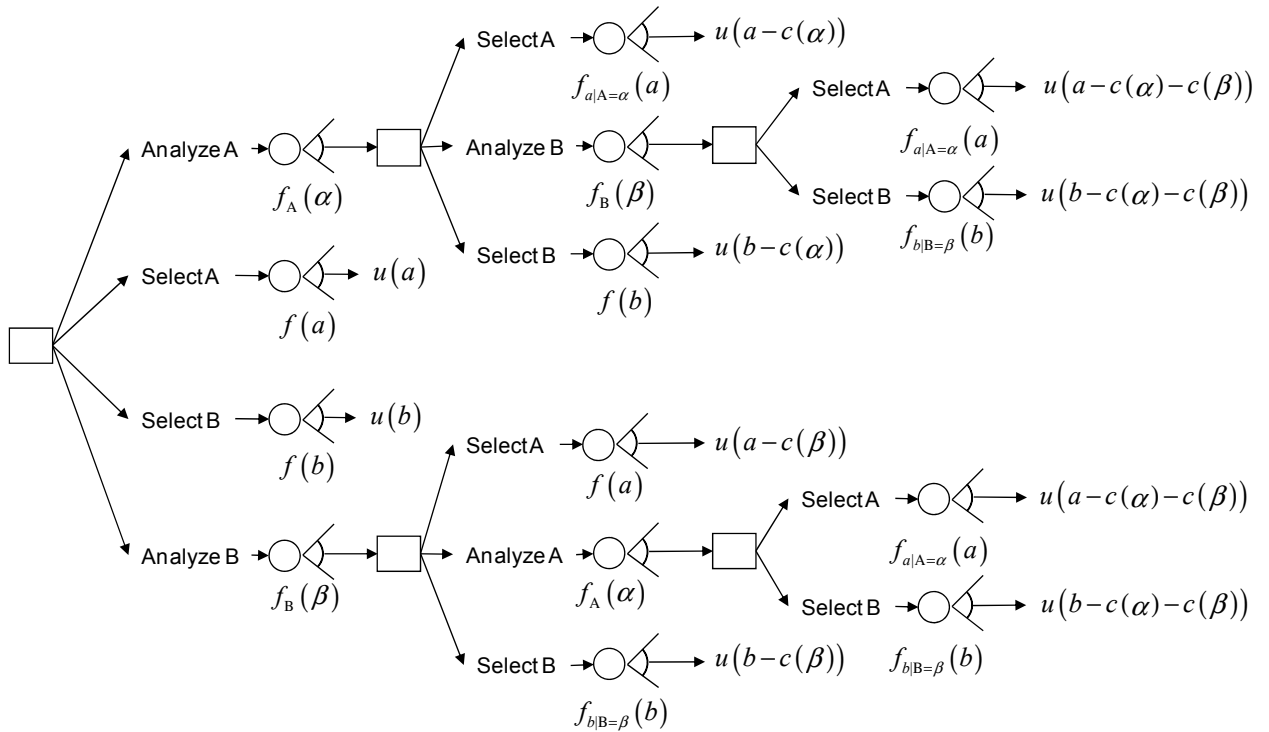 Select A
u(a−c(α))
f_{a|A=α}(a)
Select A
u(a−c(α)−c(β))
f_{a|A=α}(a)
Analyze A
f_A(α)
Analyze B
f_B(β)
Select B
u(b−c(α)−c(β))
f_{b|B=β}(b)
Select B
u(b−c(α))
f(b)
Select A
u(a)
f(a)
Select B
u(b)
f(b)
Select A
u(a−c(β))
f(a)
Select A
u(a−c(α)−c(β))
f_{a|A=α}(a)
Analyze B
f_B(β)
Analyze A
f_A(α)
Select B
u(b−c(α)−c(β))
f_{b|B=β}(b)
Select B
u(b−c(β))
f_{b|B=β}(b)